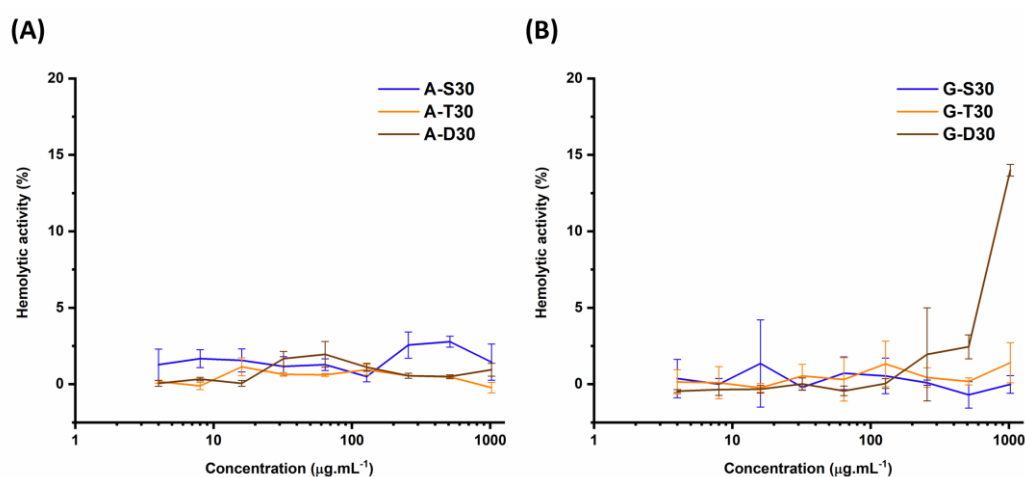 (A)
Hemolytic activity (%)
20
15
10
5
0
1
10
100
1000
Concentration (μg.mL⁻¹)
A-S30
A-T30
A-D30
(B)
Hemolytic activity (%)
20
15
10
5
0
1
10
100
1000
Concentration (μg.mL⁻¹)
G-S30
G-T30
G-D30